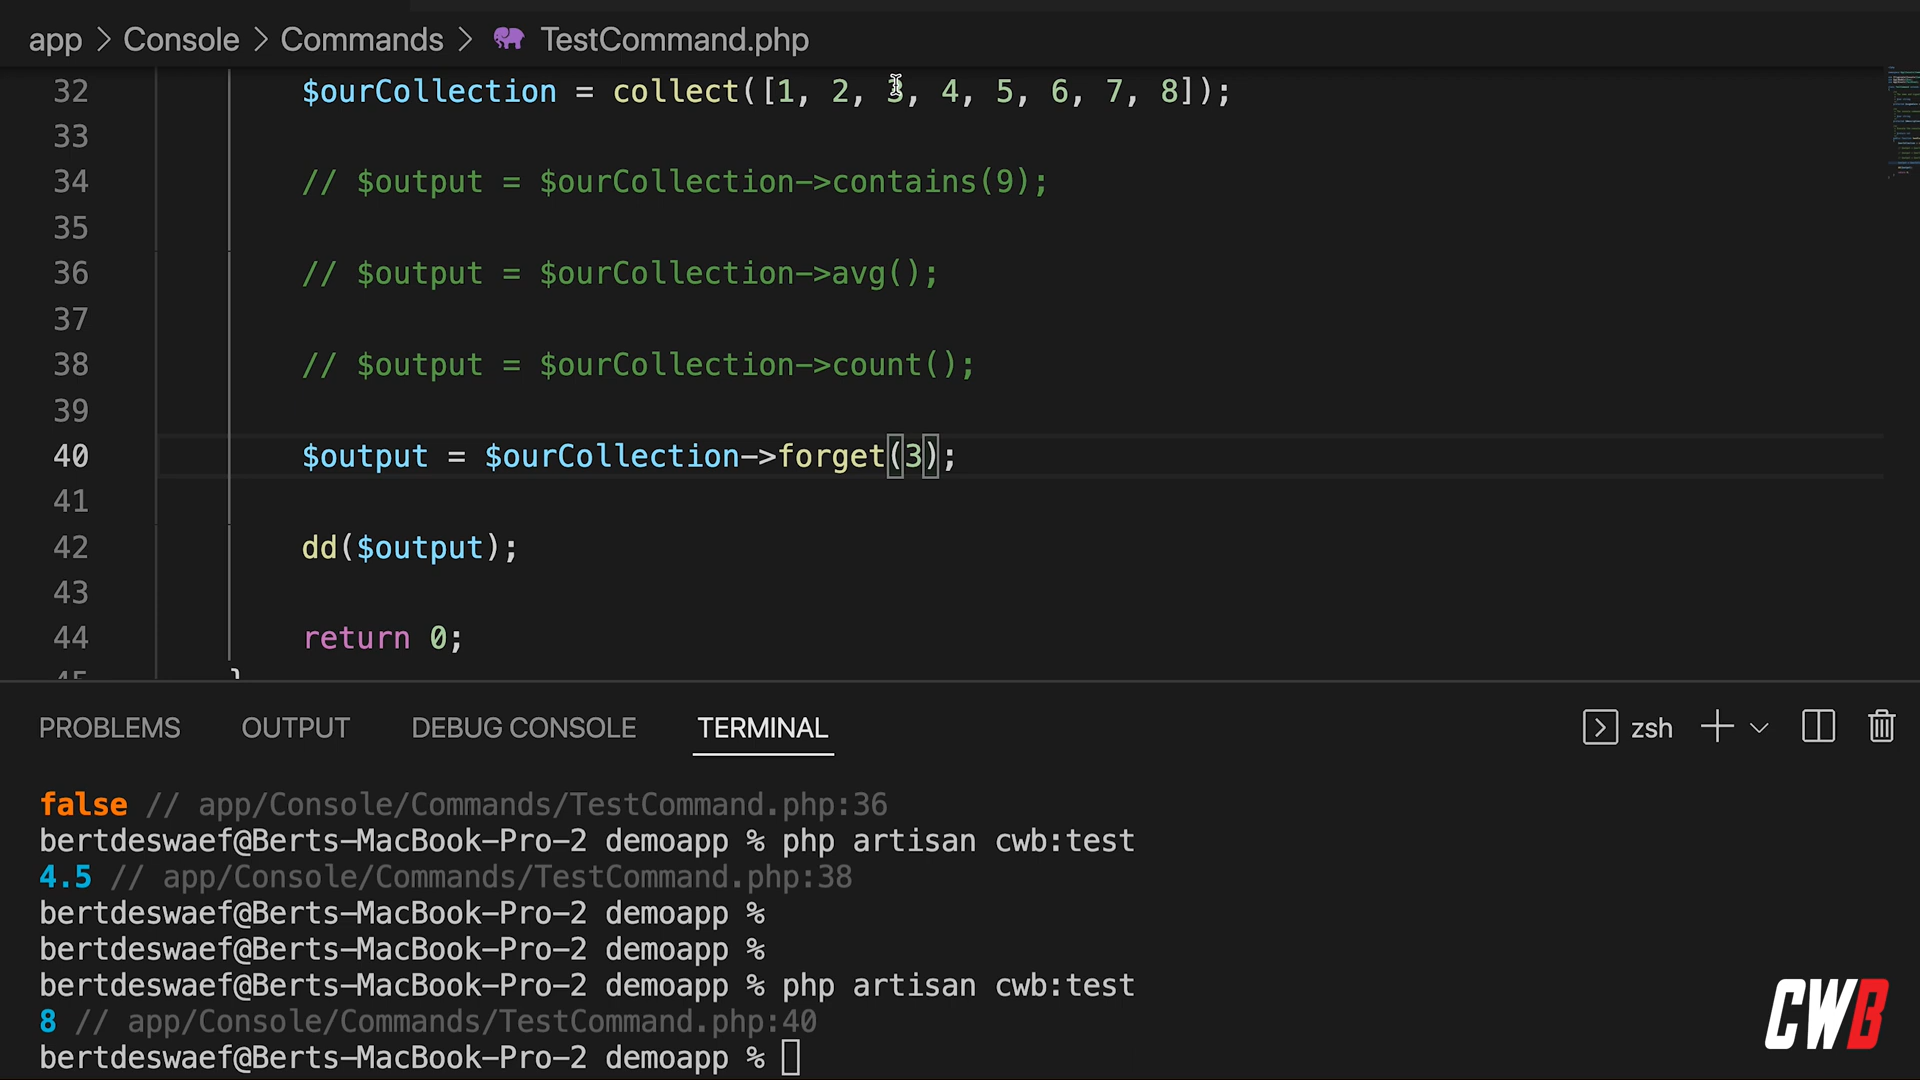 app > Console > Commands > TestCommand.php
32 $ourCollection = collect([1, 2, 3, 4, 5, 6, 7, 8]);
33
34 // $output = $ourCollection->contains(9);
35
36 // $output = $ourCollection->avg();
37
38 // $output = $ourCollection->count();
39
40 $output = $ourCollection->forget(3);
41
42 dd($output);
43
44 return 0;
45 }
PROBLEMS OUTPUT DEBUG CONSOLE TERMINAL zsh
false // app/Console/Commands/TestCommand.php:36
bertdeswaef@Berts-MacBook-Pro-2 demoapp % php artisan cwb:test
4.5 // app/Console/Commands/TestCommand.php:38
bertdeswaef@Berts-MacBook-Pro-2 demoapp %
bertdeswaef@Berts-MacBook-Pro-2 demoapp %
bertdeswaef@Berts-MacBook-Pro-2 demoapp % php artisan cwb:test
8 // app/Console/Commands/TestCommand.php:40
bertdeswaef@Berts-MacBook-Pro-2 demoapp %
CWB